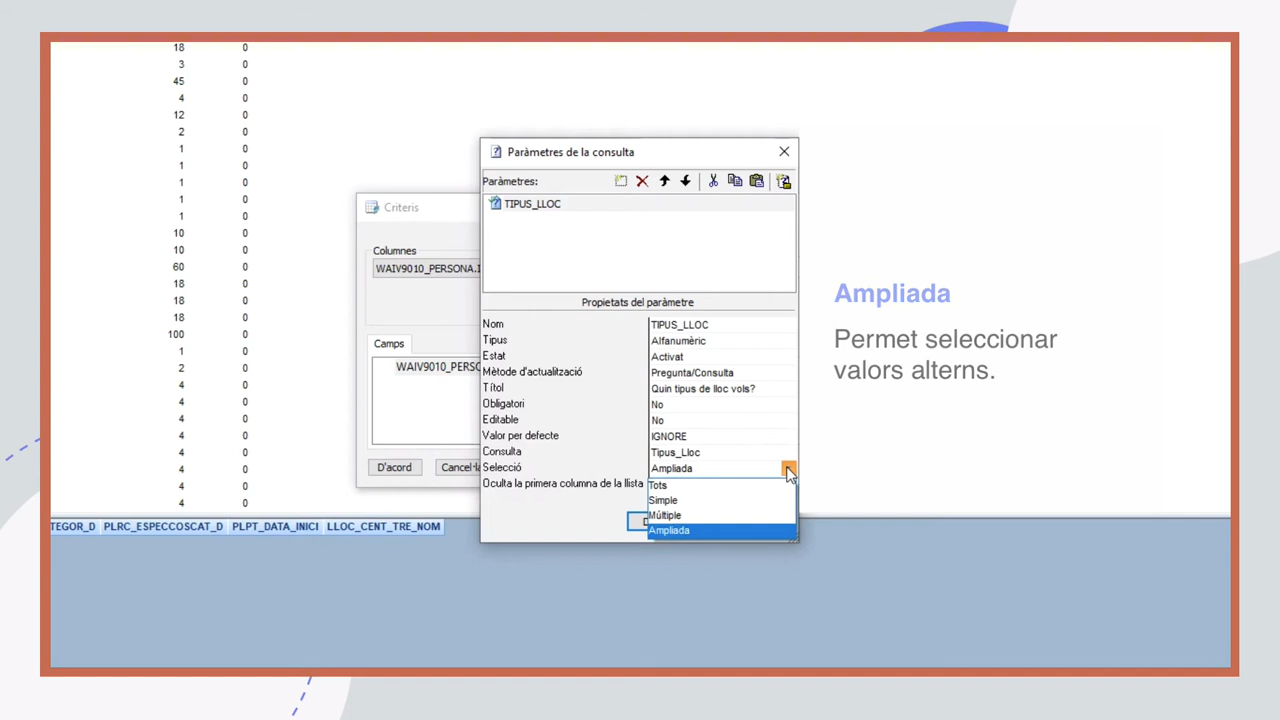 18 0
3 0
45 0
4 0
12 0
2 0
1 0
1 0
1 0
1 0
1 0
10 0
10 0
60 0
18 0
18 0
18 0
100 0
1 0
2 0
4 0
4 0
4 0
4 0
4 0
4 0
4 0
4 0
TEGOR_D PLRC_ESPECCOSCAT_D PLPT_DATA_INICI LLOC_CENT_TRE_NOM
Criteris
Columnes
WAIV9010_PERSONA.I
Camps
WAIV9010_PERSO
D'acord Cancel·la
Paràmetres de la consulta
Paràmetres:
TIPUS_LLOC
Propietats del paràmetre
Nom TIPUS_LLOC
Tipus Alfanumèric
Estat Activat
Mètode d'actualització Pregunta/Consulta
Títol Quin tipus de lloc vols?
Obligatori No
Editable No
Valor per defecte IGNORE
Consulta Tipus_Lloc
Selecció Ampliada
Oculta la primera columna de la llista
Tots
Simple
Múltiple
Ampliada
Ampliada
Permet seleccionar
valors alterns.